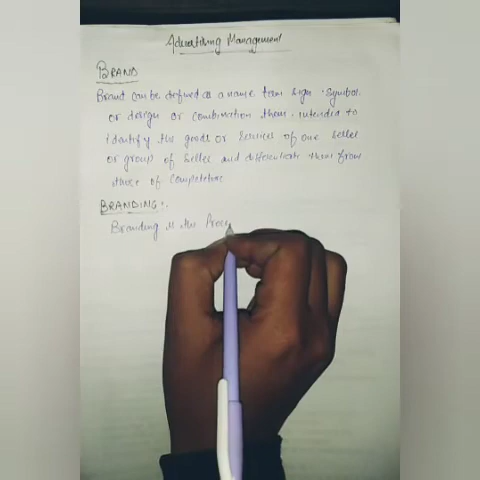 Advertising Management
BRAND
Brand can be defined as a name term sign symbol
or design or combination them. intended to
identify the goods or services of one seller
or group of seller and differentiate them from
those of competitors
BRANDING:-
Branding is the Proce